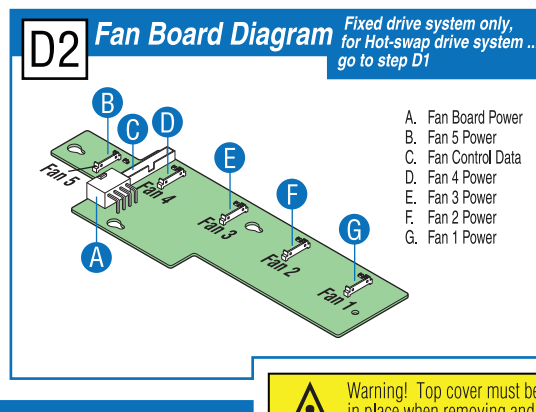 D2 Fan Board Diagram
Fixed drive system only,
for Hot-swap drive system ..
go to step D1
B
C
D
E
F
G
A
Fan 5
Fan 4
Fan 3
Fan 2
Fan 1
A. Fan Board Power
B. Fan 5 Power
C. Fan Control Data
D. Fan 4 Power
E. Fan 3 Power
F. Fan 2 Power
G. Fan 1 Power
Warning! Top cover must be
in place when removing and